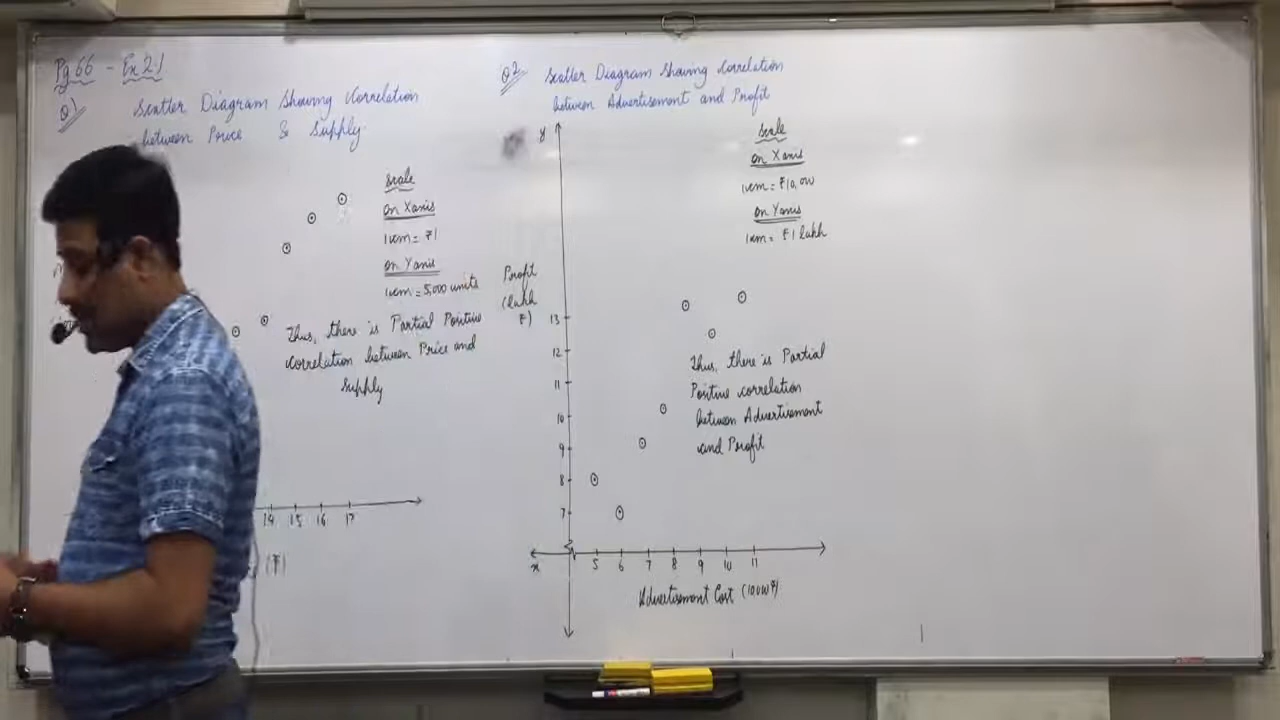 Pg 66 - Ex 2.1
Q1) Scatter Diagram Showing Correlation
between Price & Supply
Scale
On X axis
1cm = ₹1
On Y axis
1cm = 5,000 units
Thus, there is Partial Positive
Correlation between Price and
Supply
14 15 16 17
(₹)
Q2 Scatter Diagram Showing Correlation
between Advertisement and Profit
y
Scale
On X axis
1cm = ₹10,000
On Y axis
1cm = ₹1 lakh
Profit
(lakh
₹)
13
12
11
10
9
8
7
Thus, there is Partial
Positive correlation
between Advertisement
and Profit
x 5 6 7 8 9 10 11
Advertisement Cost (1000₹)